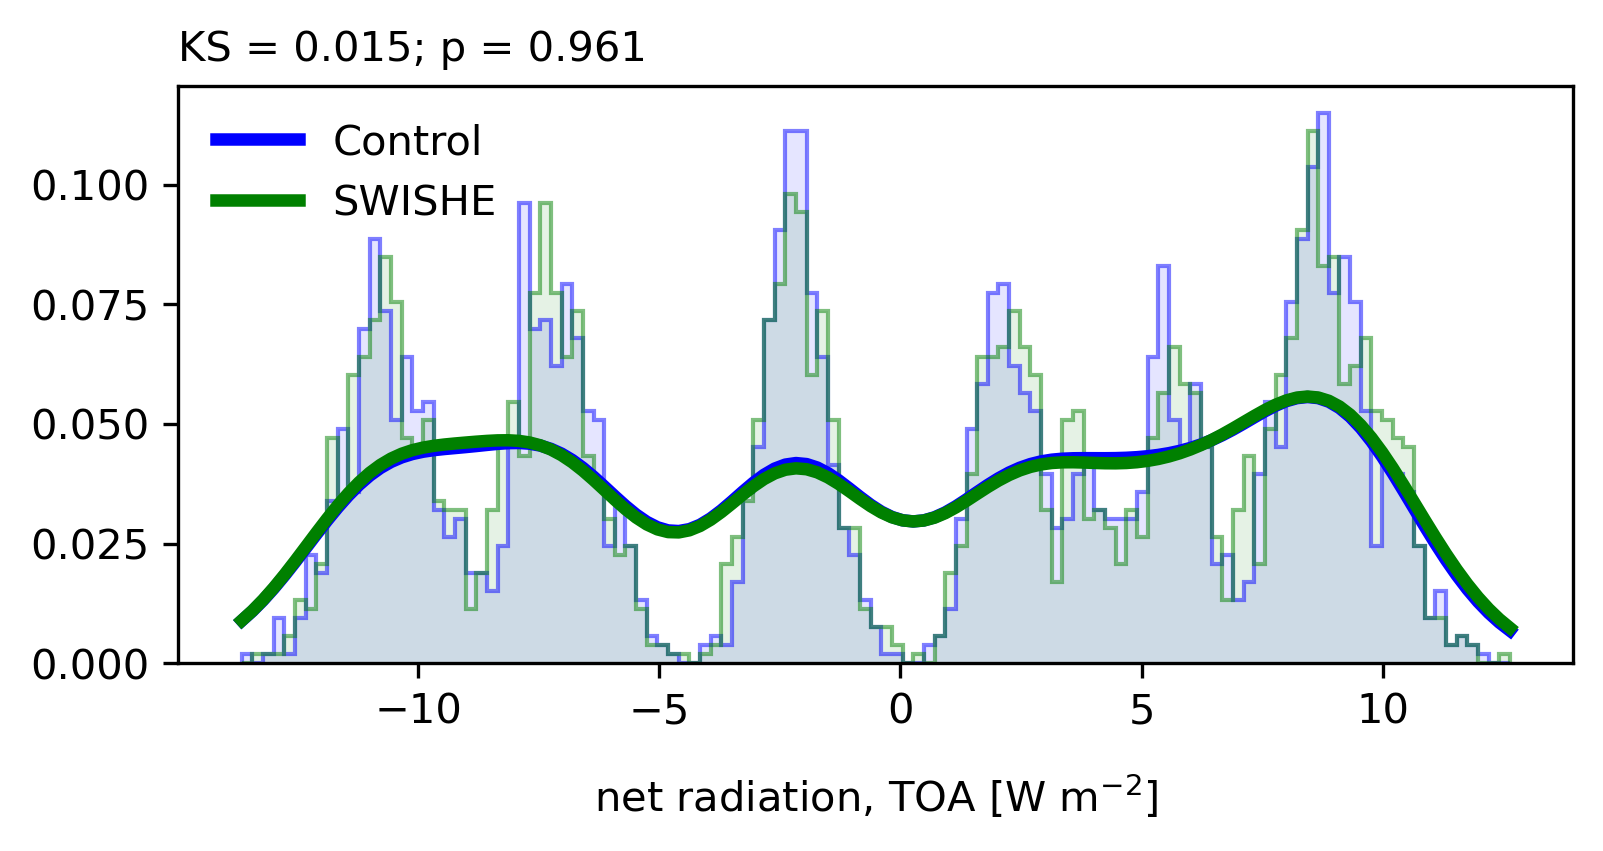 KS = 0.015; p = 0.961
Control
SWISHE
0.100
0.075
0.050
0.025
0.000
−10 −5 0 5 10
net radiation, TOA [W m⁻²]